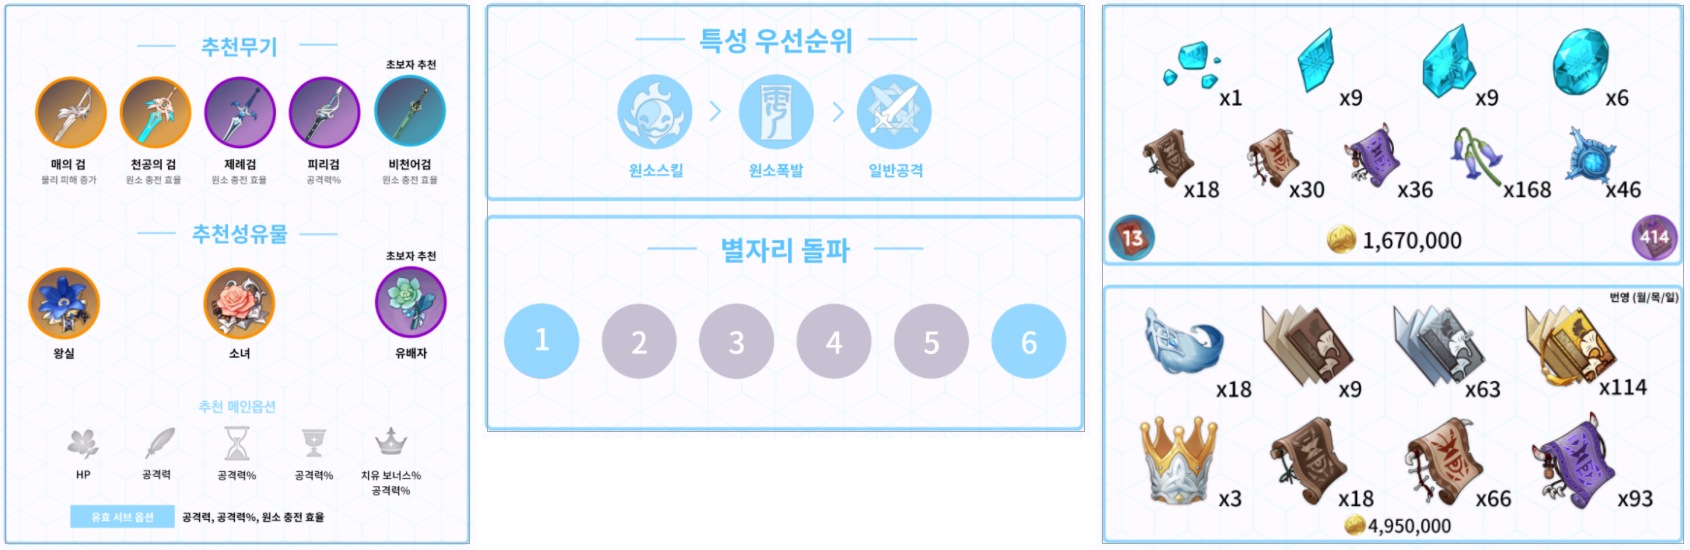 추천무기
초보자 추천
매의 검
천공의 검
제례검
피리검
비천어검
물리 피해 증가
원소 충전 효율
원소 충전 효율
공격력%
원소 충전 효율
추천성유물
초보자 추천
왕실
소녀
유배자
추천 메인옵션
HP
공격력
공격력%
공격력%
치유 보너스%
공격력%
유효 서브 옵션
공격력, 공격력%, 원소 충전 효율
특성 우선순위
원소스킬
원소폭발
일반공격
별자리 돌파
1
2
3
4
5
6
x1
x9
x9
x6
x18
x30
x36
x168
x46
13
1,670,000
414
번영 (월/목/일)
x18
x9
x63
x114
x3
x18
x66
x93
4,950,000